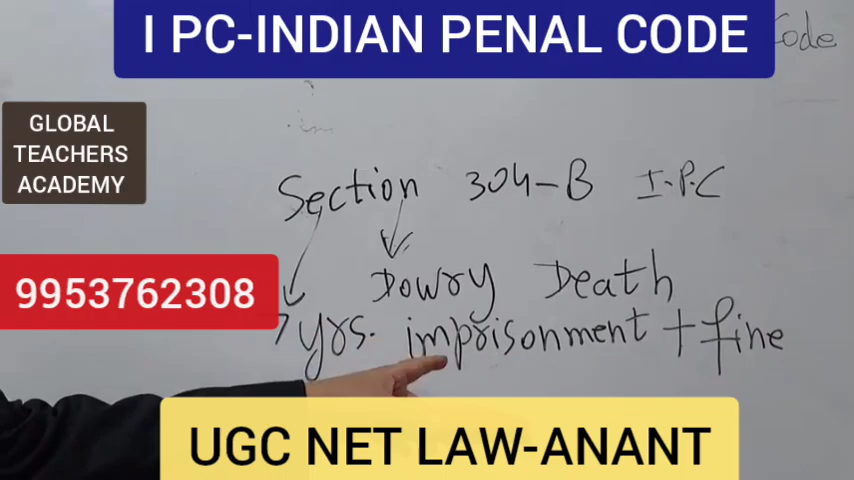 I PC-INDIAN PENAL CODE
Code
GLOBAL
TEACHERS
ACADEMY
Section 304-B I.P.C
9953762308
Dowry Death
7 yrs. imprisonment + fine
UGC NET LAW-ANANT